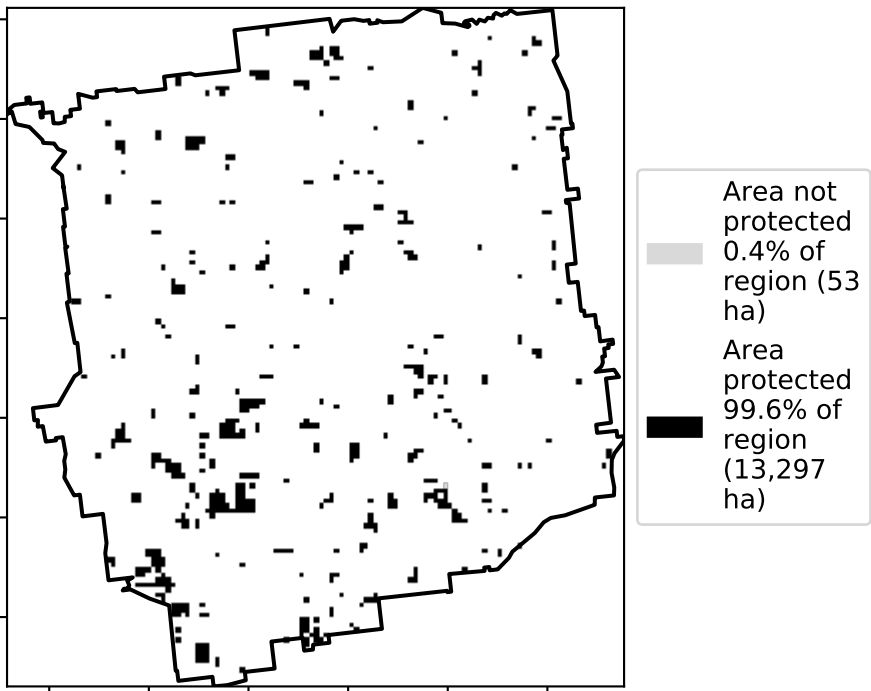 Area not
protected
0.4% of
region (53
ha)
Area
protected
99.6% of
region
(13,297
ha)